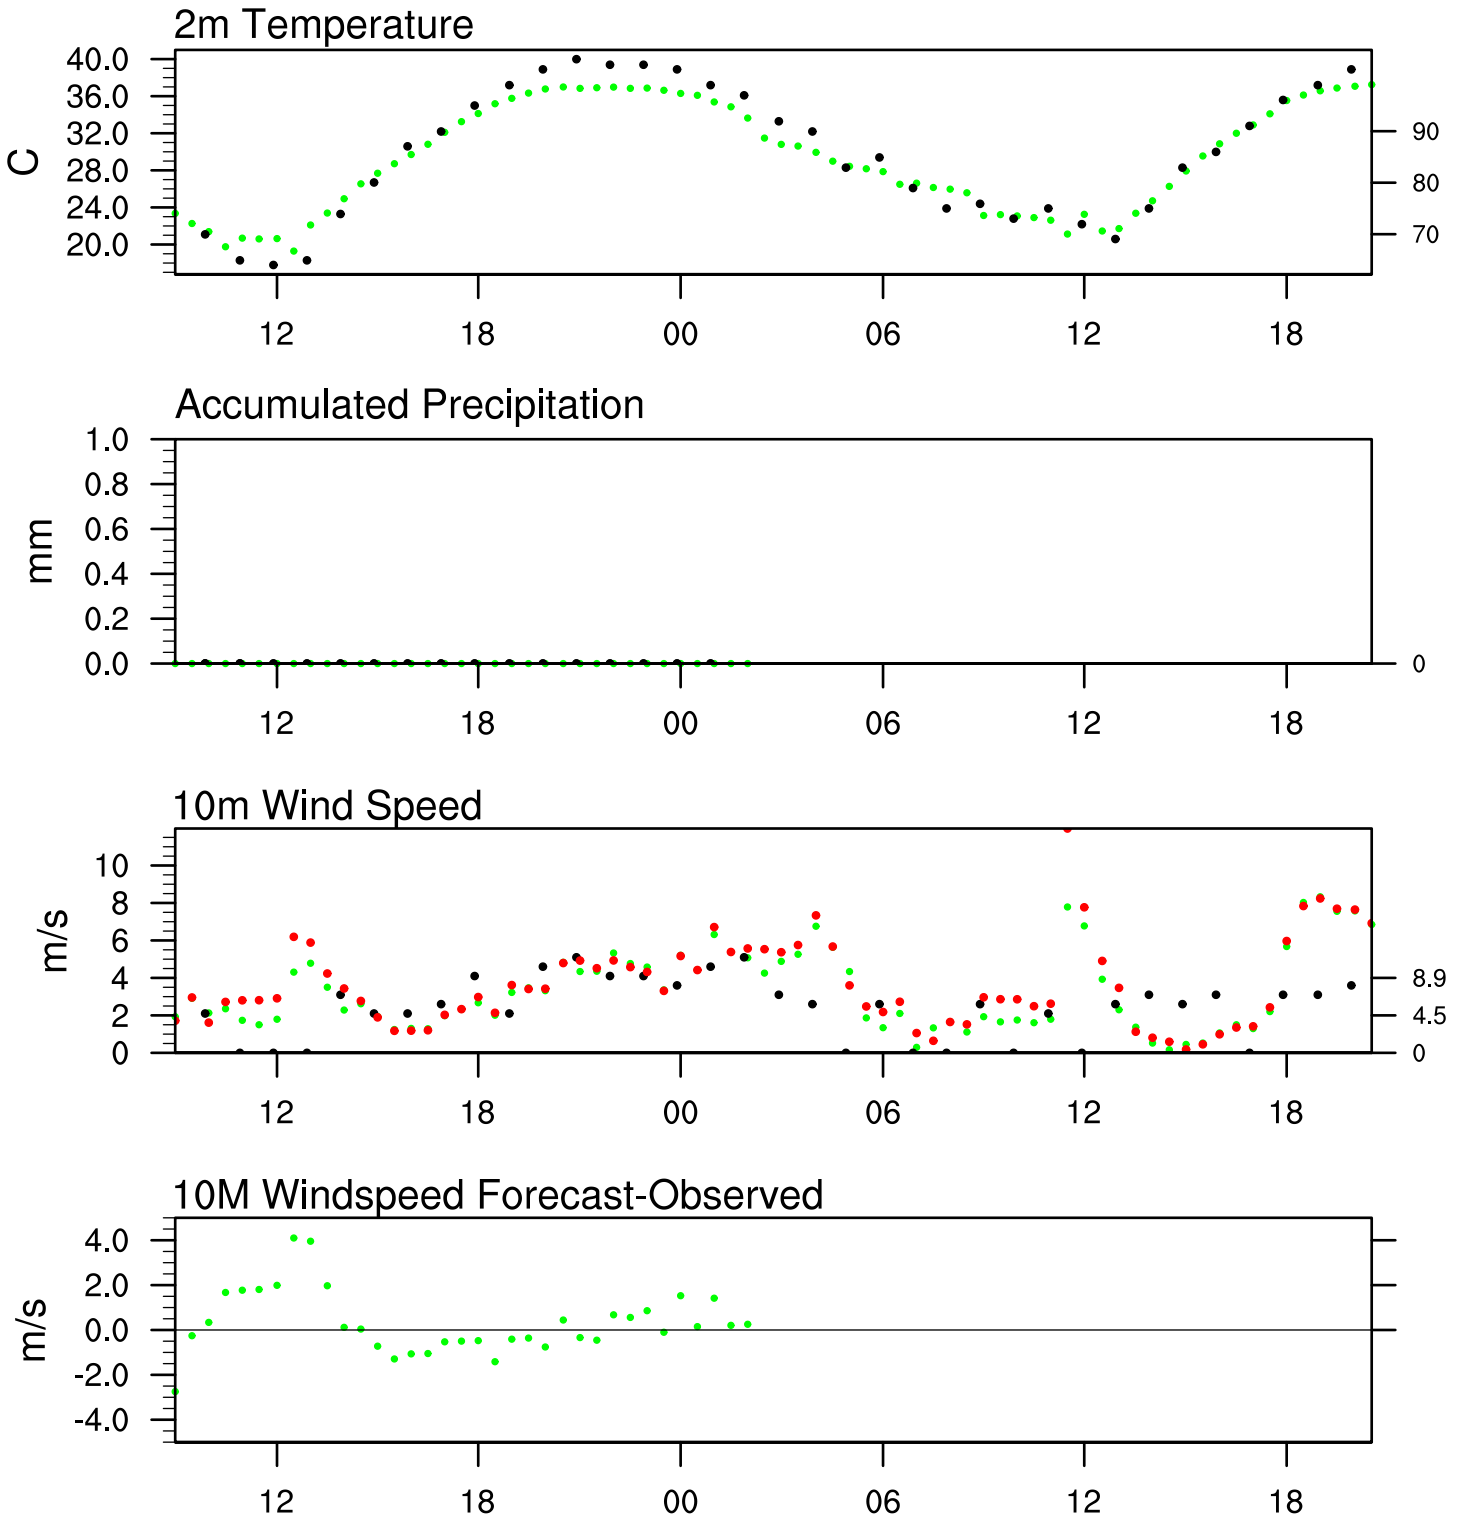 2m Temperature
40.0
36.0
32.0
28.0
24.0
20.0
C
90
80
70
12 18 00 06 12 18
Accumulated Precipitation
1.0
0.8
0.6
0.4
0.2
0.0
mm
0
12 18 00 06 12 18
10m Wind Speed
10
8
6
4
2
0
m/s
8.9
4.5
0
12 18 00 06 12 18
10M Windspeed Forecast-Observed
4.0
2.0
0.0
-2.0
-4.0
m/s
12 18 00 06 12 18